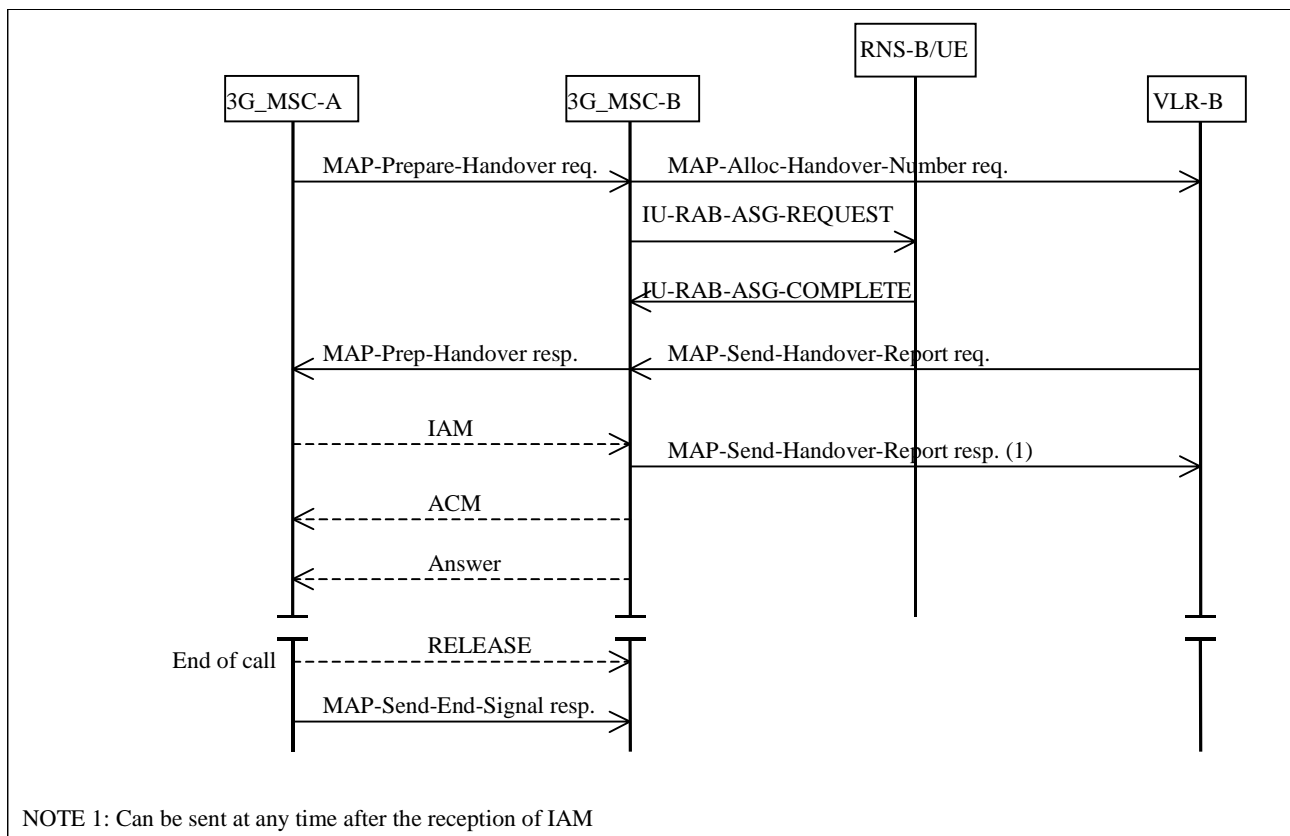 RNS-B/UE
3G_MSC-A
3G_MSC-B
VLR-B
MAP-Prepare-Handover req.
MAP-Alloc-Handover-Number req.
IU-RAB-ASG-REQUEST
IU-RAB-ASG-COMPLETE
MAP-Prep-Handover resp.
MAP-Send-Handover-Report req.
IAM
MAP-Send-Handover-Report resp. (1)
ACM
Answer
RELEASE
End of call
MAP-Send-End-Signal resp.
NOTE 1: Can be sent at any time after the reception of IAM